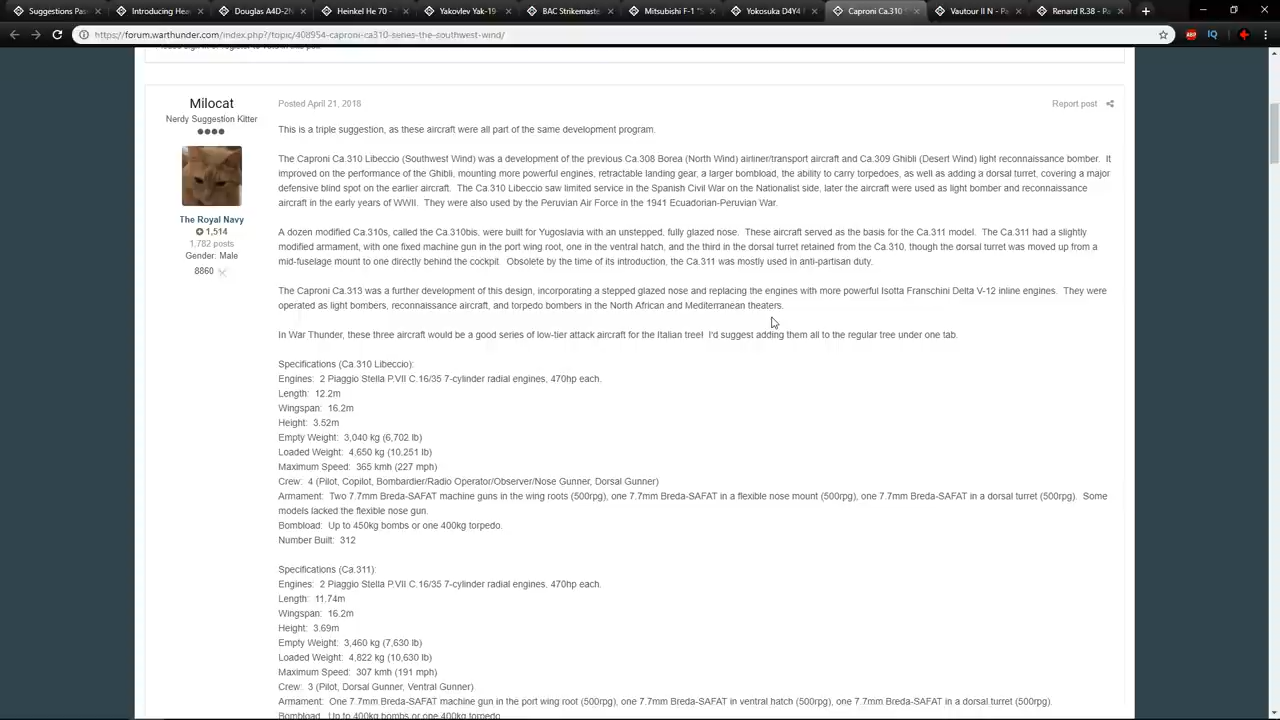 Suggestions Pas
Introducing Hea
Douglas A4D-2N
Heinkel He 70 -
Yakovlev Yak-19
BAC Strikemast
Mitsubishi F-1
Yokosuka D4Y4
Caproni Ca.310
Vautour II N - Pa
Renard R.38 - Pa
https://forum.warthunder.com/index.php?/topic/408954-caproni-ca310-series-the-southwest-wind/
Milocat
Nerdy Suggestion Kitter
The Royal Navy
1,514
1,782 posts
Gender: Male
8860
Posted April 21, 2018
Report post
This is a triple suggestion, as these aircraft were all part of the same development program.
The Caproni Ca.310 Libeccio (Southwest Wind) was a development of the previous Ca.308 Borea (North Wind) airliner/transport aircraft and Ca.309 Ghibli (Desert Wind) light reconnaissance bomber. It
improved on the performance of the Ghibli, mounting more powerful engines, retractable landing gear, a larger bombload, the ability to carry torpedoes, as well as adding a dorsal turret, covering a major
defensive blind spot on the earlier aircraft. The Ca.310 Libeccio saw limited service in the Spanish Civil War on the Nationalist side, later the aircraft were used as light bomber and reconnaissance
aircraft in the early years of WWII. They were also used by the Peruvian Air Force in the 1941 Ecuadorian-Peruvian War.
A dozen modified Ca.310s, called the Ca.310bis, were built for Yugoslavia with an unstepped, fully glazed nose. These aircraft served as the basis for the Ca.311 model. The Ca.311 had a slightly
modified armament, with one fixed machine gun in the port wing root, one in the ventral hatch, and the third in the dorsal turret retained from the Ca.310, though the dorsal turret was moved up from a
mid-fuselage mount to one directly behind the cockpit. Obsolete by the time of its introduction, the Ca.311 was mostly used in anti-partisan duty.
The Caproni Ca.313 was a further development of this design, incorporating a stepped glazed nose and replacing the engines with more powerful Isotta Franschini Delta V-12 inline engines. They were
operated as light bombers, reconnaissance aircraft, and torpedo bombers in the North African and Mediterranean theaters.
In War Thunder, these three aircraft would be a good series of low-tier attack aircraft for the Italian tree! I'd suggest adding them all to the regular tree under one tab.
Specifications (Ca.310 Libeccio):
Engines: 2 Piaggio Stella P.VII C.16/35 7-cylinder radial engines, 470hp each.
Length: 12.2m
Wingspan: 16.2m
Height: 3.52m
Empty Weight: 3,040 kg (6,702 lb)
Loaded Weight: 4,650 kg (10,251 lb)
Maximum Speed: 365 kmh (227 mph)
Crew: 4 (Pilot, Copilot, Bombardier/Radio Operator/Observer/Nose Gunner, Dorsal Gunner)
Armament: Two 7.7mm Breda-SAFAT machine guns in the wing roots (500rpg), one 7.7mm Breda-SAFAT in a flexible nose mount (500rpg), one 7.7mm Breda-SAFAT in a dorsal turret (500rpg). Some
models lacked the flexible nose gun.
Bombload: Up to 450kg bombs or one 400kg torpedo.
Number Built: 312
Specifications (Ca.311):
Engines: 2 Piaggio Stella P.VII C.16/35 7-cylinder radial engines, 470hp each.
Length: 11.74m
Wingspan: 16.2m
Height: 3.69m
Empty Weight: 3,460 kg (7,630 lb)
Loaded Weight: 4,822 kg (10,630 lb)
Maximum Speed: 307 kmh (191 mph)
Crew: 3 (Pilot, Dorsal Gunner, Ventral Gunner)
Armament: One 7.7mm Breda-SAFAT machine gun in the port wing root (500rpg), one 7.7mm Breda-SAFAT in ventral hatch (500rpg), one 7.7mm Breda-SAFAT in a dorsal turret (500rpg).
Bombload: Up to 400kg bombs or one 400kg torpedo